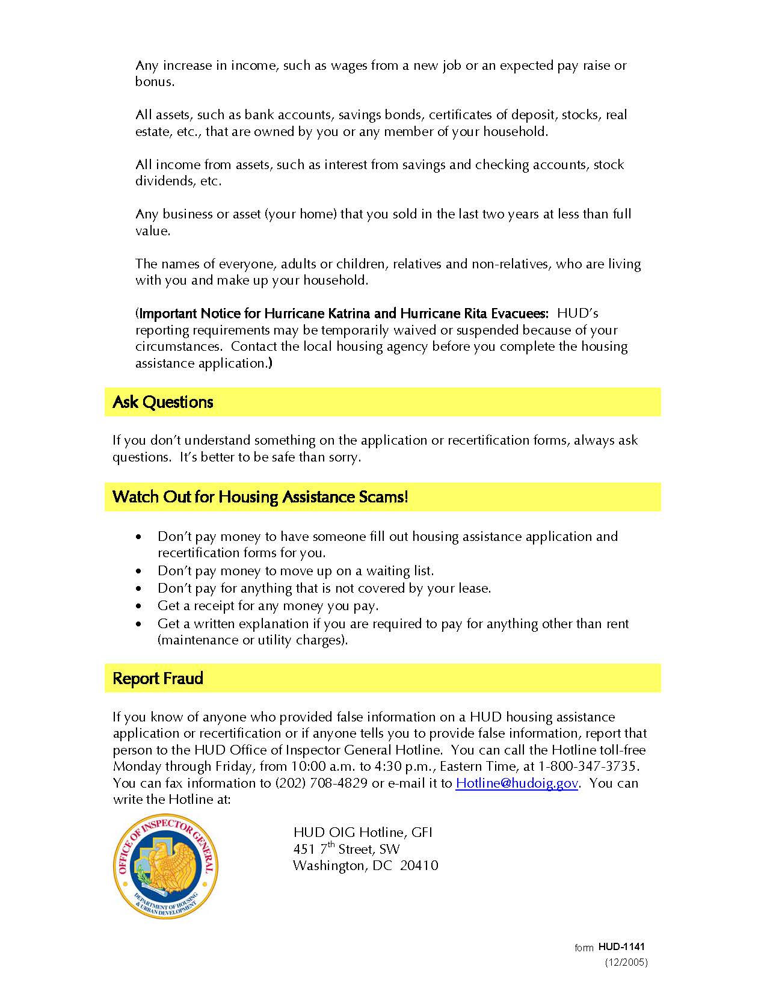 Any increase in income, such as wages from a new job or an expected pay raise or
bonus.
All assets, such as bank accounts, savings bonds, certificates of deposit, stocks, real
estate, etc., that are owned by you or any member of your household.
All income from assets, such as interest from savings and checking accounts, stock
dividends, etc.
Any business or asset (your home) that you sold in the last two years at less than full
value.
The names of everyone, adults or children, relatives and non-relatives, who are living
with you and make up your household.
(Important Notice for Hurricane Katrina and Hurricane Rita Evacuees:  HUD’s
reporting requirements may be temporarily waived or suspended because of your
circumstances.  Contact the local housing agency before you complete the housing
assistance application.)
Ask Questions
If you don’t understand something on the application or recertification forms, always ask
questions.  It’s better to be safe than sorry.
Watch Out for Housing Assistance Scams!
• Don’t pay money to have someone fill out housing assistance application and
recertification forms for you.
• Don’t pay money to move up on a waiting list.
• Don’t pay for anything that is not covered by your lease.
• Get a receipt for any money you pay.
• Get a written explanation if you are required to pay for anything other than rent
(maintenance or utility charges).
Report Fraud
If you know of anyone who provided false information on a HUD housing assistance
application or recertification or if anyone tells you to provide false information, report that
person to the HUD Office of Inspector General Hotline.  You can call the Hotline toll-free
Monday through Friday, from 10:00 a.m. to 4:30 p.m., Eastern Time, at 1-800-347-3735.
You can fax information to (202) 708-4829 or e-mail it to Hotline@hudoig.gov.  You can
write the Hotline at:
OFFICE OF INSPECTOR GENERAL
DEPARTMENT OF HOUSING
& URBAN DEVELOPMENT
HUD OIG Hotline, GFI
451 7th Street, SW
Washington, DC  20410
form HUD-1141
(12/2005)